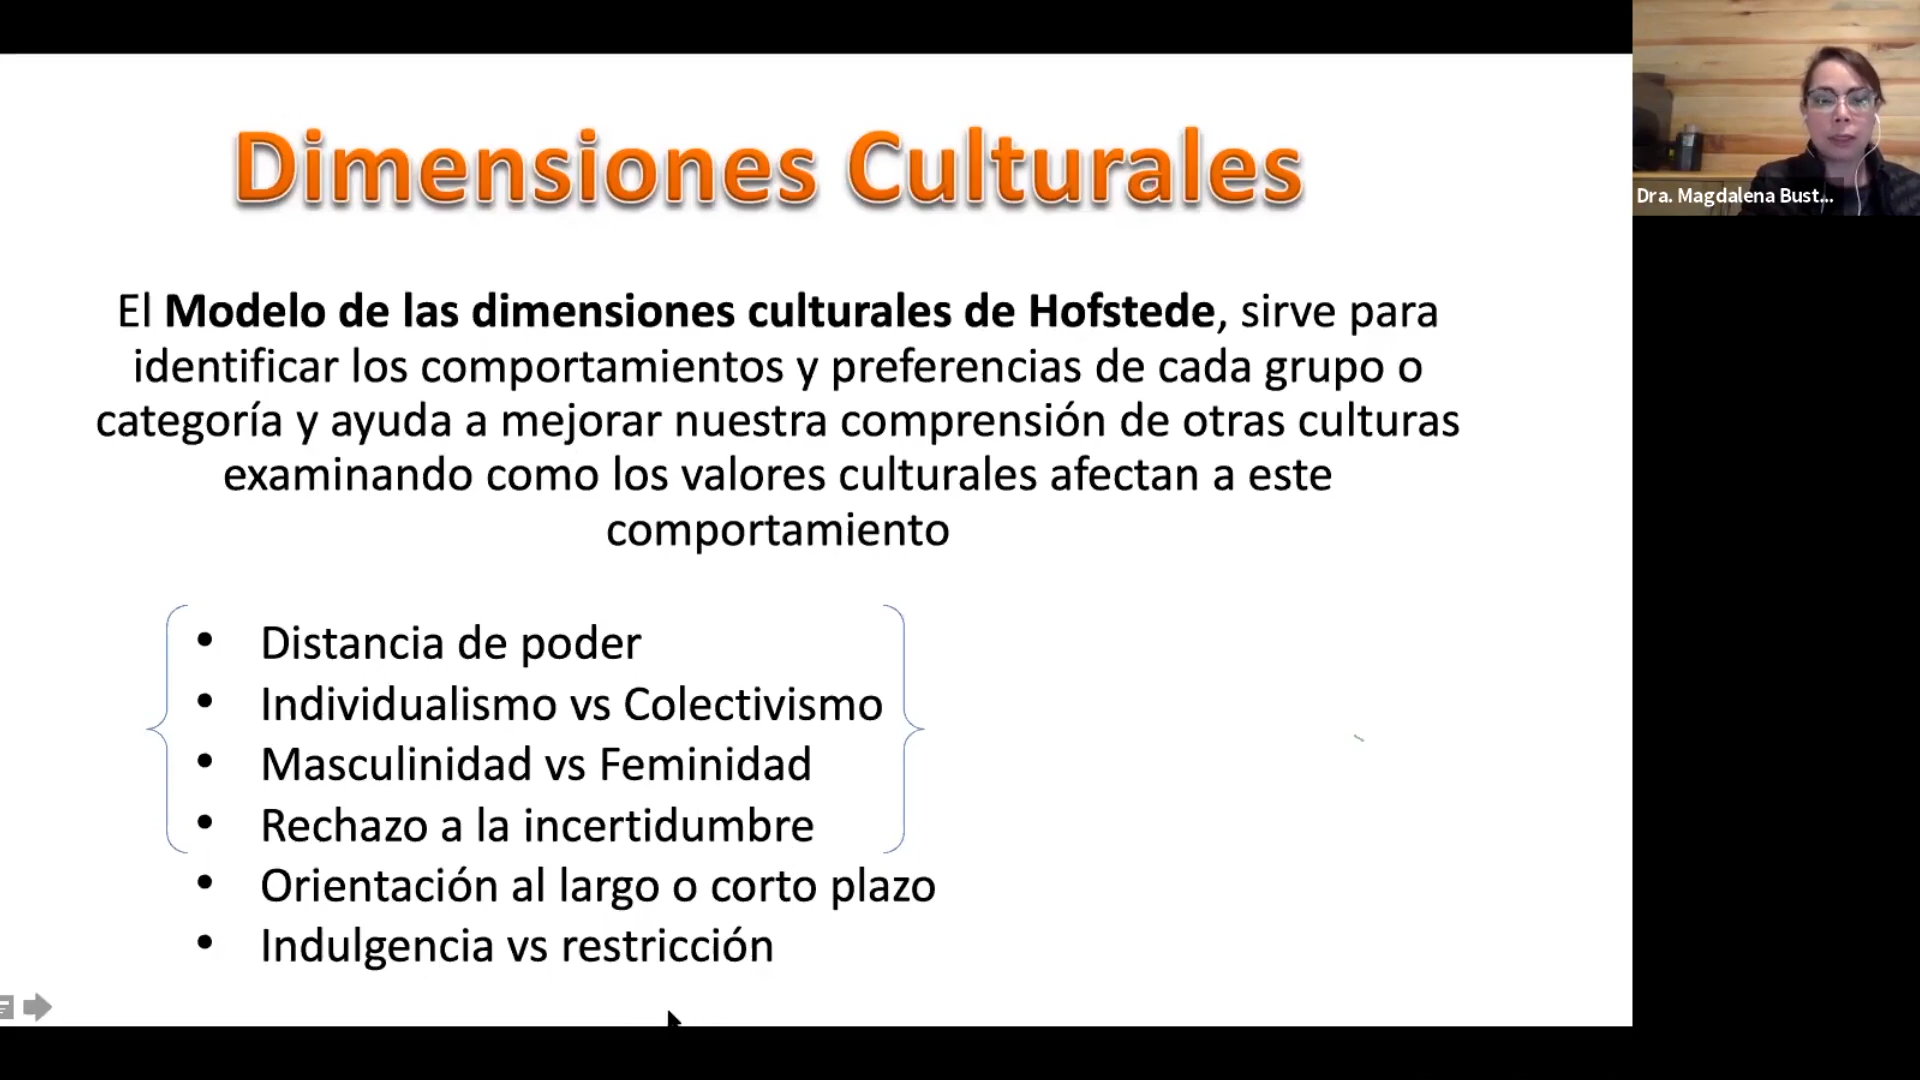 Dimensiones Culturales
El Modelo de las dimensiones culturales de Hofstede, sirve para
identificar los comportamientos y preferencias de cada grupo o
categoría y ayuda a mejorar nuestra comprensión de otras culturas
examinando como los valores culturales afectan a este
comportamiento
• Distancia de poder
• Individualismo vs Colectivismo
• Masculinidad vs Feminidad
• Rechazo a la incertidumbre
• Orientación al largo o corto plazo
• Indulgencia vs restricción
Dra. Magdalena Bust...